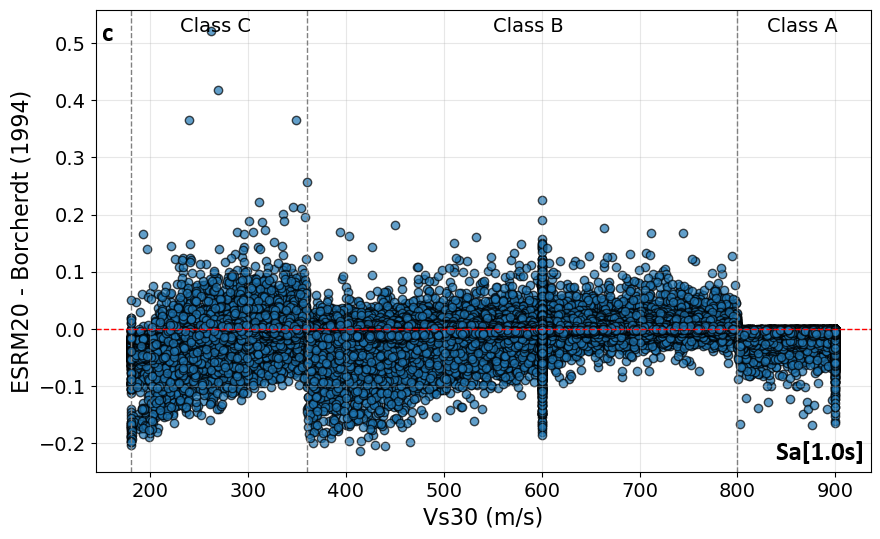 c
Class C
Class B
Class A
0.5
0.4
0.3
0.2
0.1
0.0
−0.1
−0.2
ESRM20 - Borcherdt (1994)
Sa[1.0s]
200
300
400
500
600
700
800
900
Vs30 (m/s)